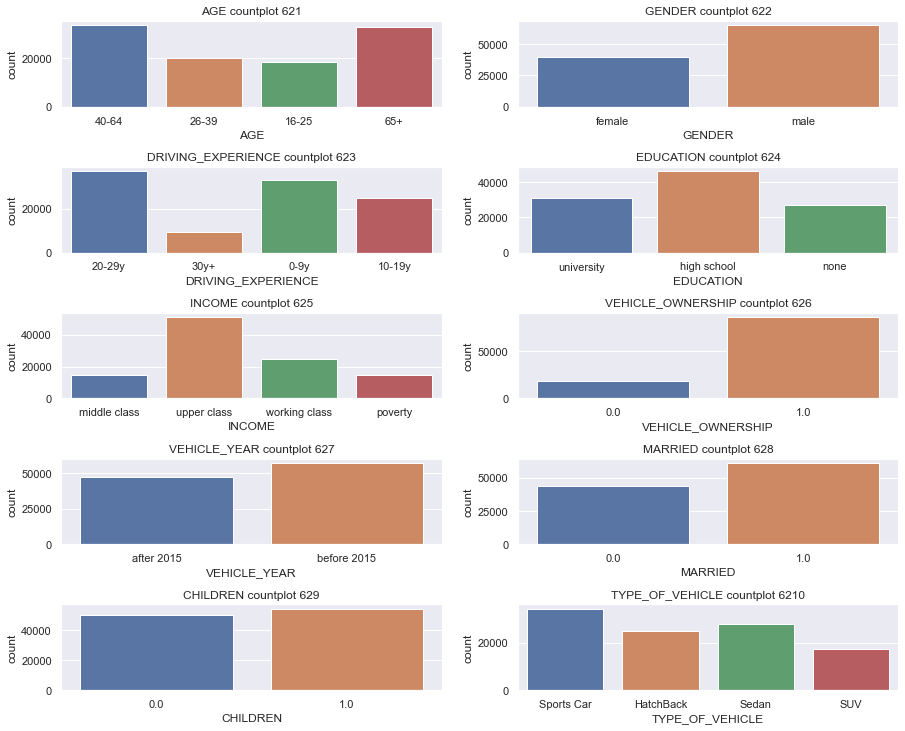 AGE countplot 621
20000
0
count
40-64 26-39 16-25 65+
AGE
GENDER countplot 622
50000
25000
0
count
female male
GENDER
DRIVING_EXPERIENCE countplot 623
20000
0
count
20-29y 30y+ 0-9y 10-19y
DRIVING_EXPERIENCE
EDUCATION countplot 624
40000
20000
0
count
university high school none
EDUCATION
INCOME countplot 625
40000
20000
0
count
middle class upper class working class poverty
INCOME
VEHICLE_OWNERSHIP countplot 626
50000
0
count
0.0 1.0
VEHICLE_OWNERSHIP
VEHICLE_YEAR countplot 627
50000
25000
0
count
after 2015 before 2015
VEHICLE_YEAR
MARRIED countplot 628
50000
25000
0
count
0.0 1.0
MARRIED
CHILDREN countplot 629
40000
20000
0
count
0.0 1.0
CHILDREN
TYPE_OF_VEHICLE countplot 6210
20000
0
count
Sports Car HatchBack Sedan SUV
TYPE_OF_VEHICLE